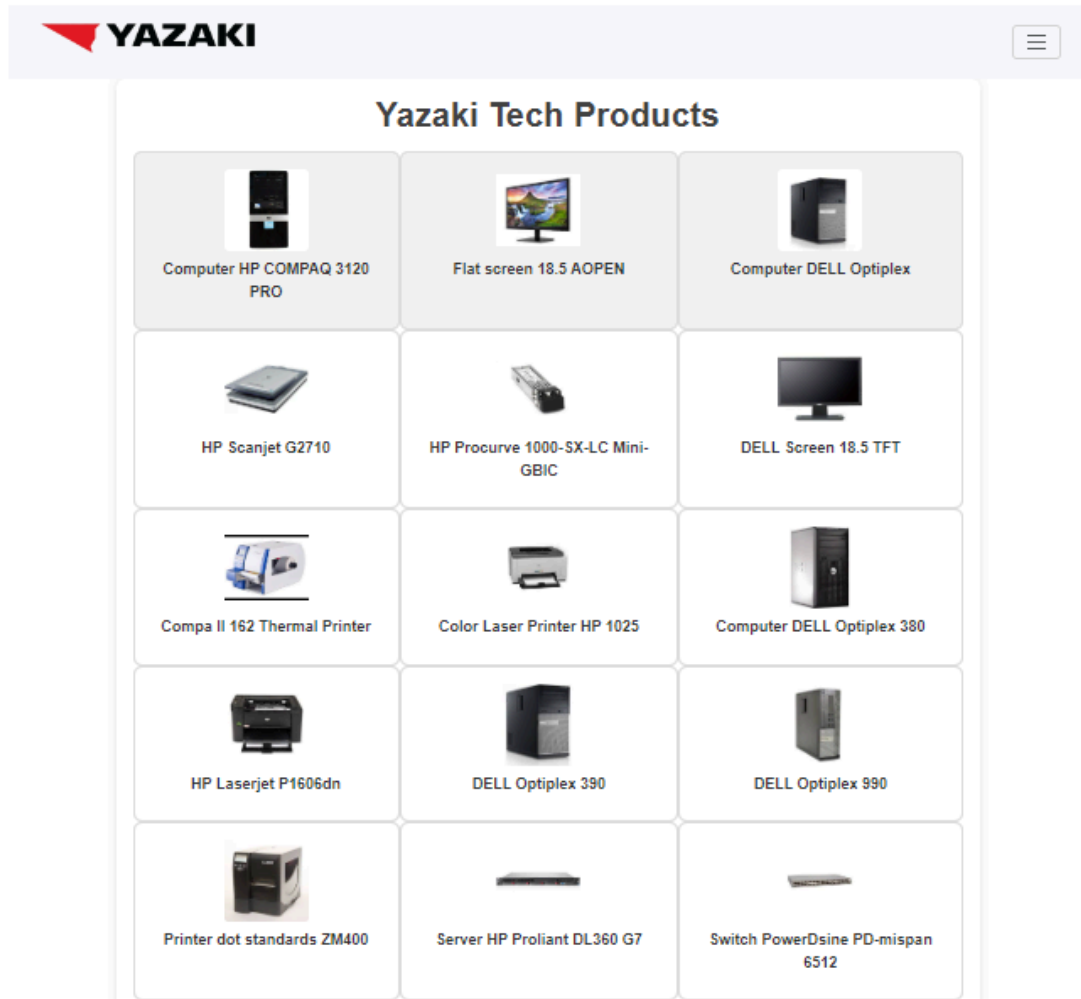 YAZAKI
Yazaki Tech Products
Computer HP COMPAQ 3120
PRO
Flat screen 18.5 AOPEN
Computer DELL Optiplex
HP Scanjet G2710
HP Procurve 1000-SX-LC Mini-
GBIC
DELL Screen 18.5 TFT
Compa II 162 Thermal Printer
Color Laser Printer HP 1025
Computer DELL Optiplex 380
HP Laserjet P1606dn
DELL Optiplex 390
DELL Optiplex 990
Printer dot standards ZM400
Server HP Proliant DL360 G7
Switch PowerDsine PD-mispan
6512